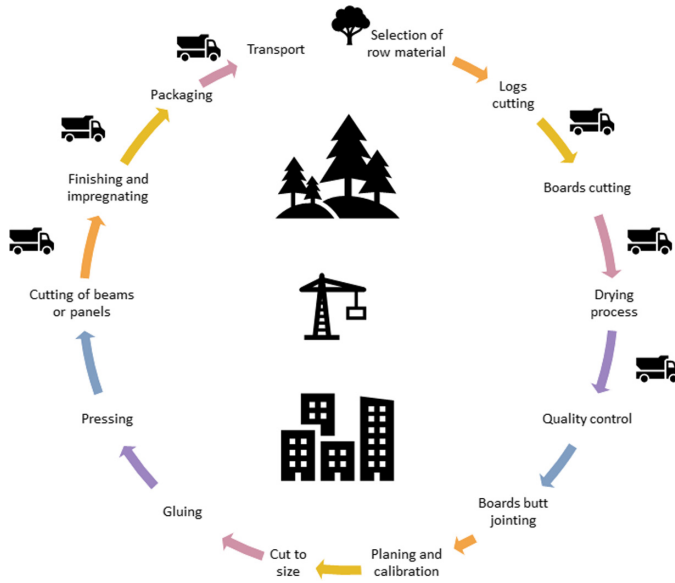 Selection of
row material
Logs
cutting
Boards cutting
Drying
process
Quality control
Boards butt
jointing
Planing and
calibration
Cut to
size
Gluing
Pressing
Cutting of beams
or panels
Finishing and
impregnating
Packaging
Transport